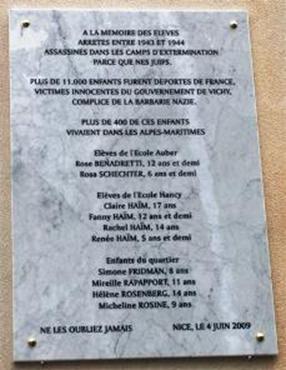 A LA MEMOIRE DES ELEVES
ARRETES ENTRE 1943 ET 1944
ASSASSINES DANS LES CAMPS D'EXTERMINATION
PARCE QUE NES JUIFS.
PLUS DE 11.000 ENFANTS FURENT DEPORTES DE FRANCE,
VICTIMES INNOCENTES DU GOUVERNEMENT DE VICHY,
COMPLICE DE LA BARBARIE NAZIE.
PLUS DE 400 DE CES ENFANTS
VIVAIENT DANS LES ALPES-MARITIMES
Elèves de l'Ecole Auber
Rose BENADRETTI, 12 ans et demi
Rosa SCHECHTER, 6 ans et demi
Elèves de l'Ecole Nancy
Claire HAÏM, 17 ans
Fanny HAÏM, 12 ans et demi
Rachel HAÏM, 14 ans
Renée HAÏM, 5 ans et demi
Enfants du quartier
Simone FRIDMAN, 8 ans
Mireille RAPAPPORT, 11 ans
Hélène ROSENBERG, 14 ans
Micheline ROSINE, 9 ans
NE LES OUBLIEZ JAMAIS NICE, LE 4 JUIN 2009